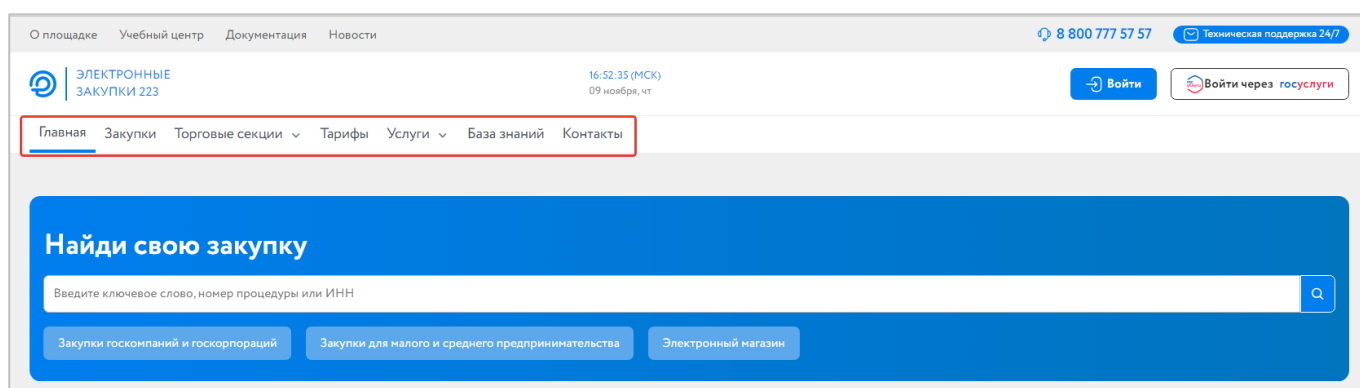 О площадке Учебный центр Документация Новости 8 800 777 57 57 Техническая поддержка 24/7
ЭЛЕКТРОННЫЕ
ЗАКУПКИ 223
16:52:35 (МСК)
09 ноября, чт
Войти Войти через госуслуги
Главная Закупки Торговые секции Тарифы Услуги База знаний Контакты
Найди свою закупку
Введите ключевое слово, номер процедуры или ИНН
Закупки госкомпаний и госкорпораций Закупки для малого и среднего предпринимательства Электронный магазин